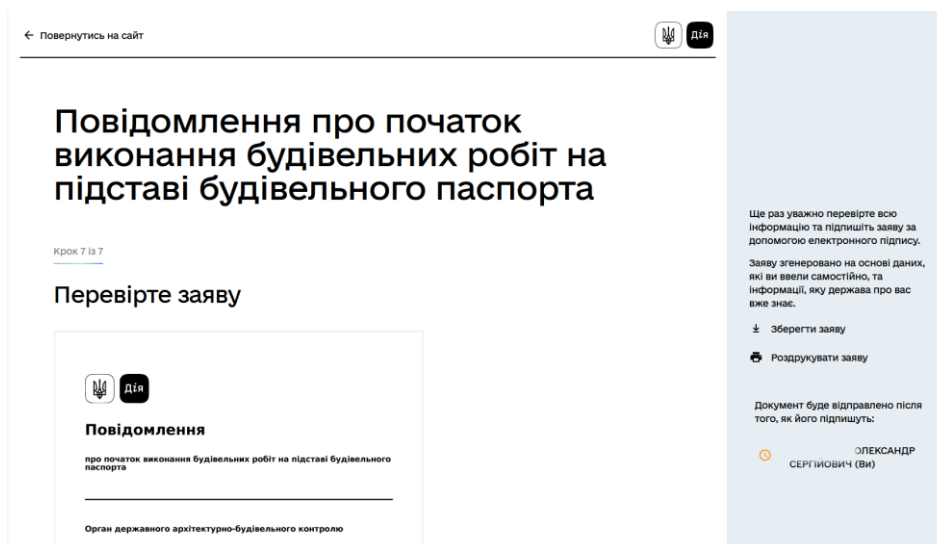 ← Повернутись на сайт
Дія
Повідомлення про початок
виконання будівельних робіт на
підставі будівельного паспорта
Крок 7 із 7
Перевірте заяву
Дія
Повідомлення
про початок виконання будівельних робіт на підставі будівельного
паспорта
Орган державного архітектурно-будівельного контролю
Ще раз уважно перевірте всю
інформацію та підпишіть заяву за
допомогою електронного підпису.
Заяву згенеровано на основі даних,
які ви ввели самостійно, та
інформації, яку держава про вас
вже знає.
Зберегти заяву
Роздрукувати заяву
Документ буде відправлено після
того, як його підпишуть:
ОЛЕКСАНДР
СЕРГІЙОВИЧ (Ви)